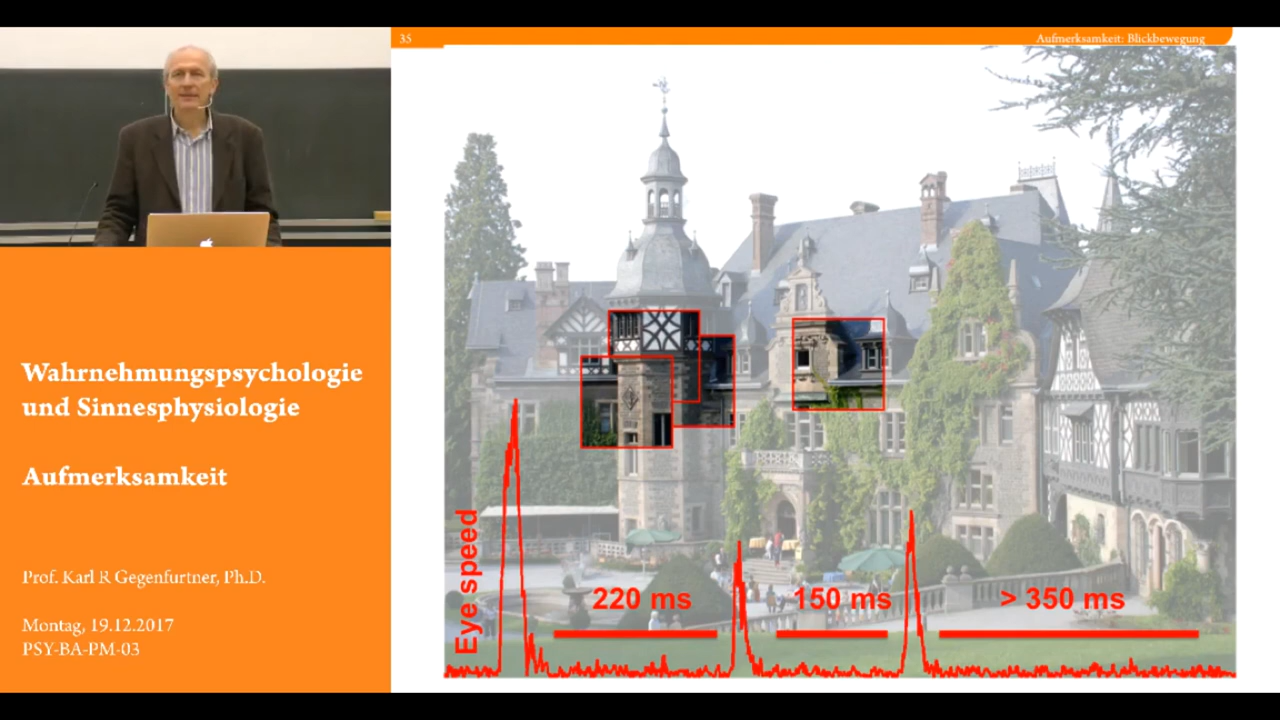 35
Aufmerksamkeit: Blickbewegung
Wahrnehmungspsychologie
und Sinnesphysiologie
Aufmerksamkeit
Prof. Karl R Gegenfurtner, Ph.D.
Montag, 19.12.2017
PSY-BA-PM-03
Eye speed
220 ms
150 ms
> 350 ms